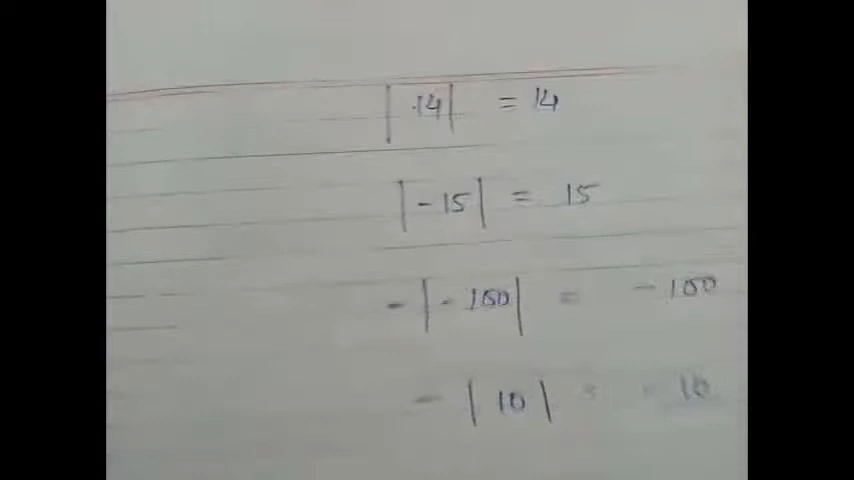 |14| = 14
|-15| = 15
-|-100| = -100
-|10| = -10